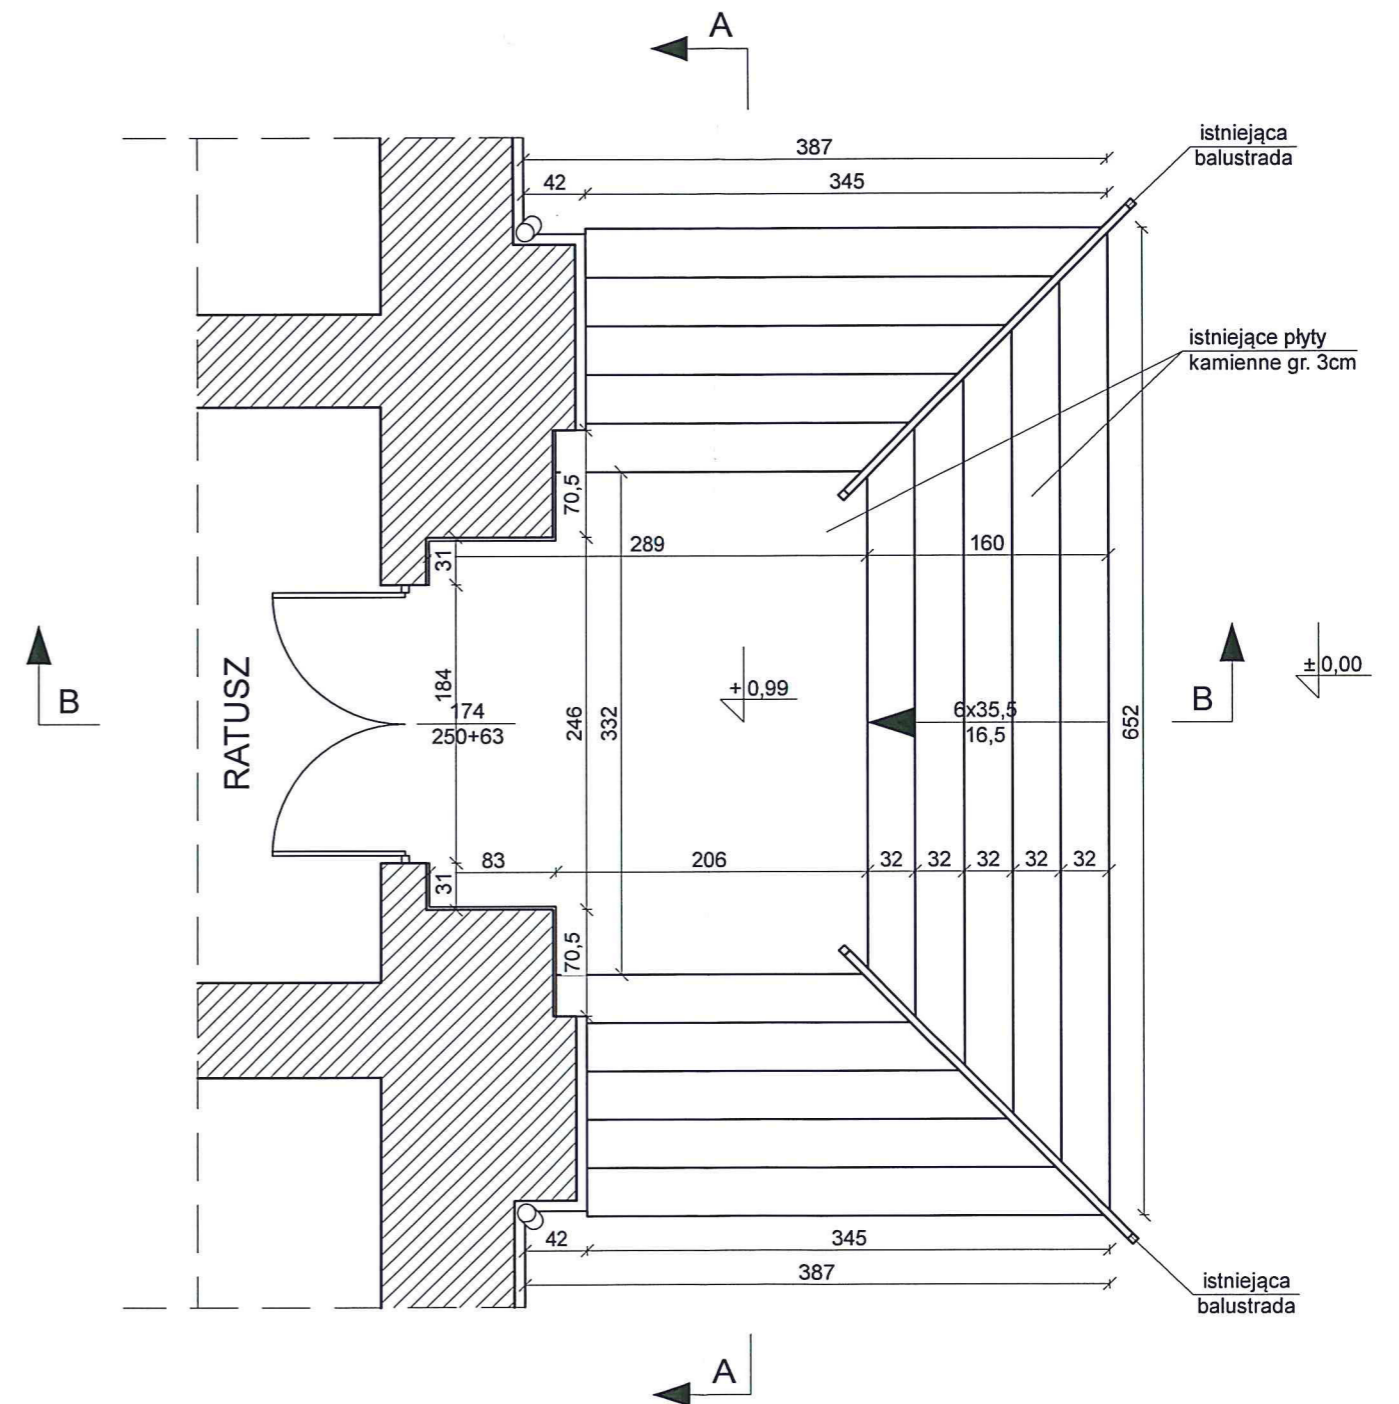 A
istniejąca
balustrada
387
42
345
istniejące płyty
kamienne gr. 3cm
70,5
289
160
31
RATUSZ
184
174
250+63
246
332
+0,99
6x35,5
16,5
652
B
B
±0,00
83
206
32
32
32
32
32
31
70,5
42
345
387
istniejąca
balustrada
A